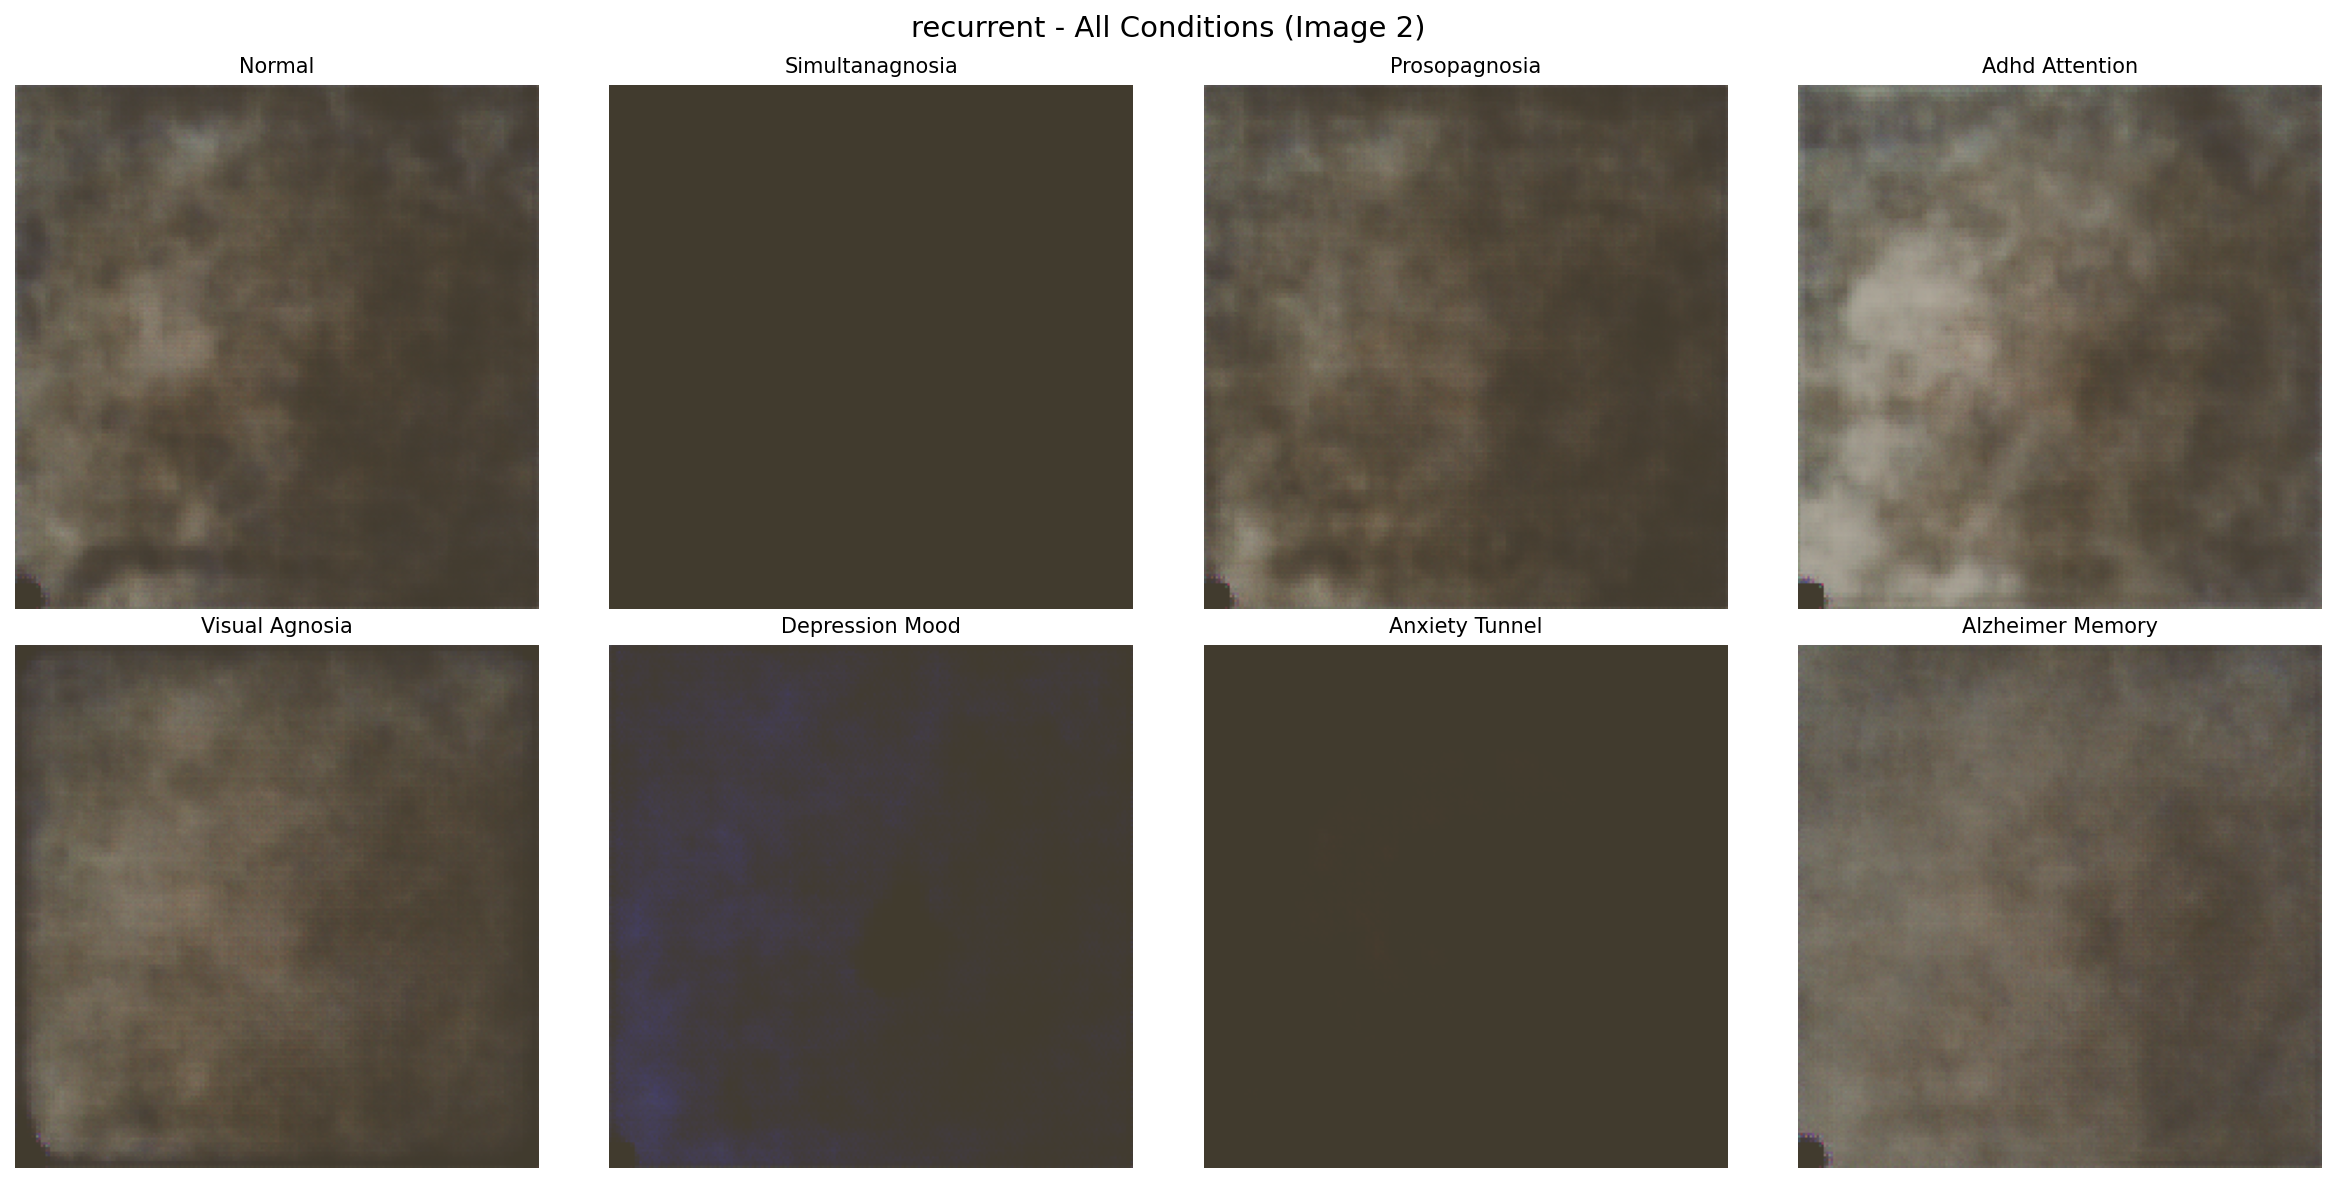 recurrent - All Conditions (Image 2)
Normal
Simultanagnosia
Prosopagnosia
Adhd Attention
Visual Agnosia
Depression Mood
Anxiety Tunnel
Alzheimer Memory